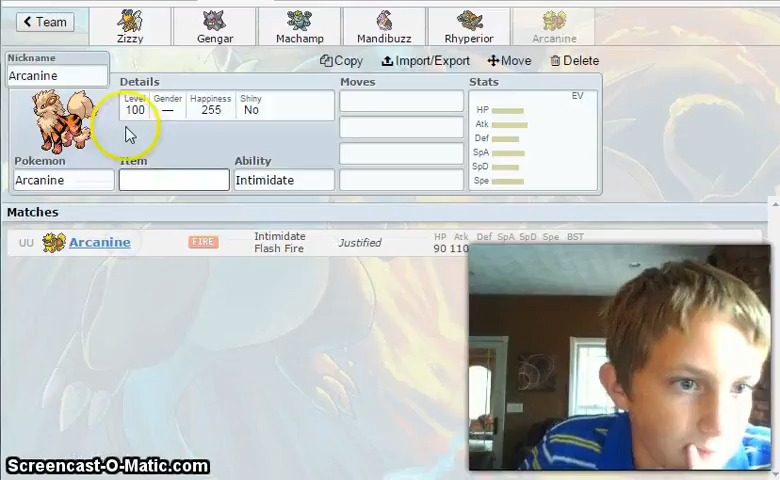 Team
Zizzy Gengar Machamp Mandibuzz Rhyperior Arcanine
Nickname
Arcanine
Copy Import/Export Move Delete
Details Moves Stats
Level Gender Happiness Shiny
100 — 255 No
EV
HP
Atk
Def
SpA
SpD
Spe
Pokemon Item Ability
Arcanine Intimidate
Matches
UU Arcanine FIRE Intimidate Flash Fire Justified HP Atk Def SpA SpD Spe BST
90 110
Screencast-O-Matic.com